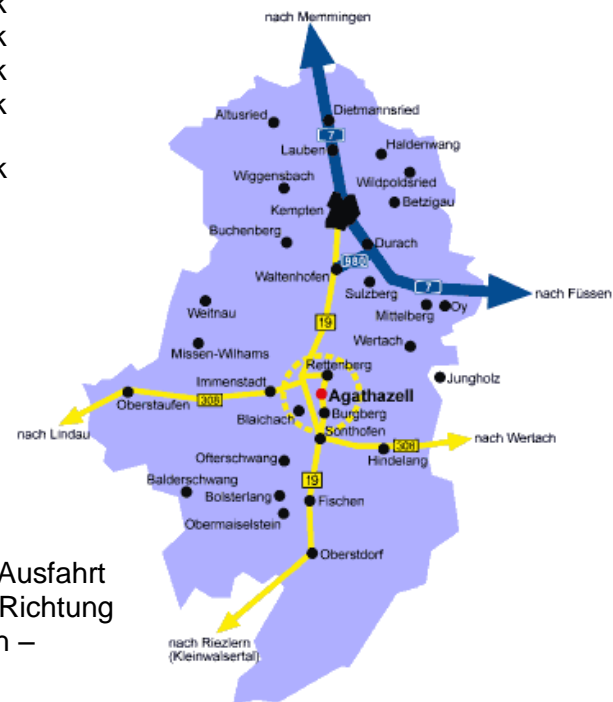 k
k
k
k
k
nach Memmingen
Altusried
Dietmannsried
7
Lauben
Haldenwang
Wiggensbach
Wildpoldsried
Kempten
Betzigau
Buchenberg
Durach
980
Waltenhofen
Sulzberg
7
nach Füssen
Mittelberg
Oy
Weitnau
19
Wertach
Missen-Wilhams
Rettenberg
Jungholz
Immenstadt
Agathazell
Oberstaufen
308
Blaichach
Burgberg
nach Lindau
Sonthofen
nach Wertach
308
Hindelang
Ofterschwang
Balderschwang
19
Bolsterlang
Fischen
Obermaiselstein
Oberstdorf
Ausfahrt
Richtung
n –
nach Riezlern
(Kleinwalsertal)